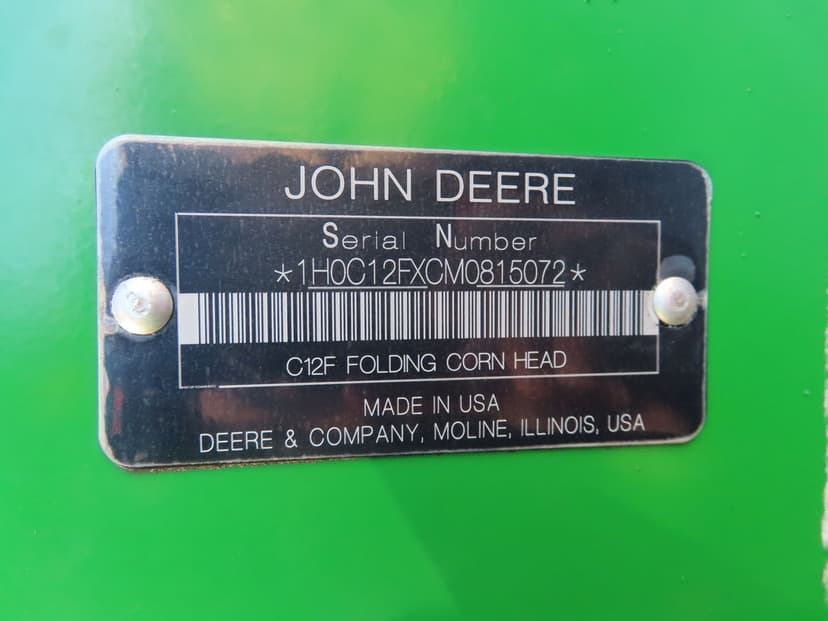 JOHN DEERE
Serial Number
*1H0C12FXCM0815072*
C12F FOLDING CORN HEAD
MADE IN USA
DEERE & COMPANY, MOLINE, ILLINOIS, USA